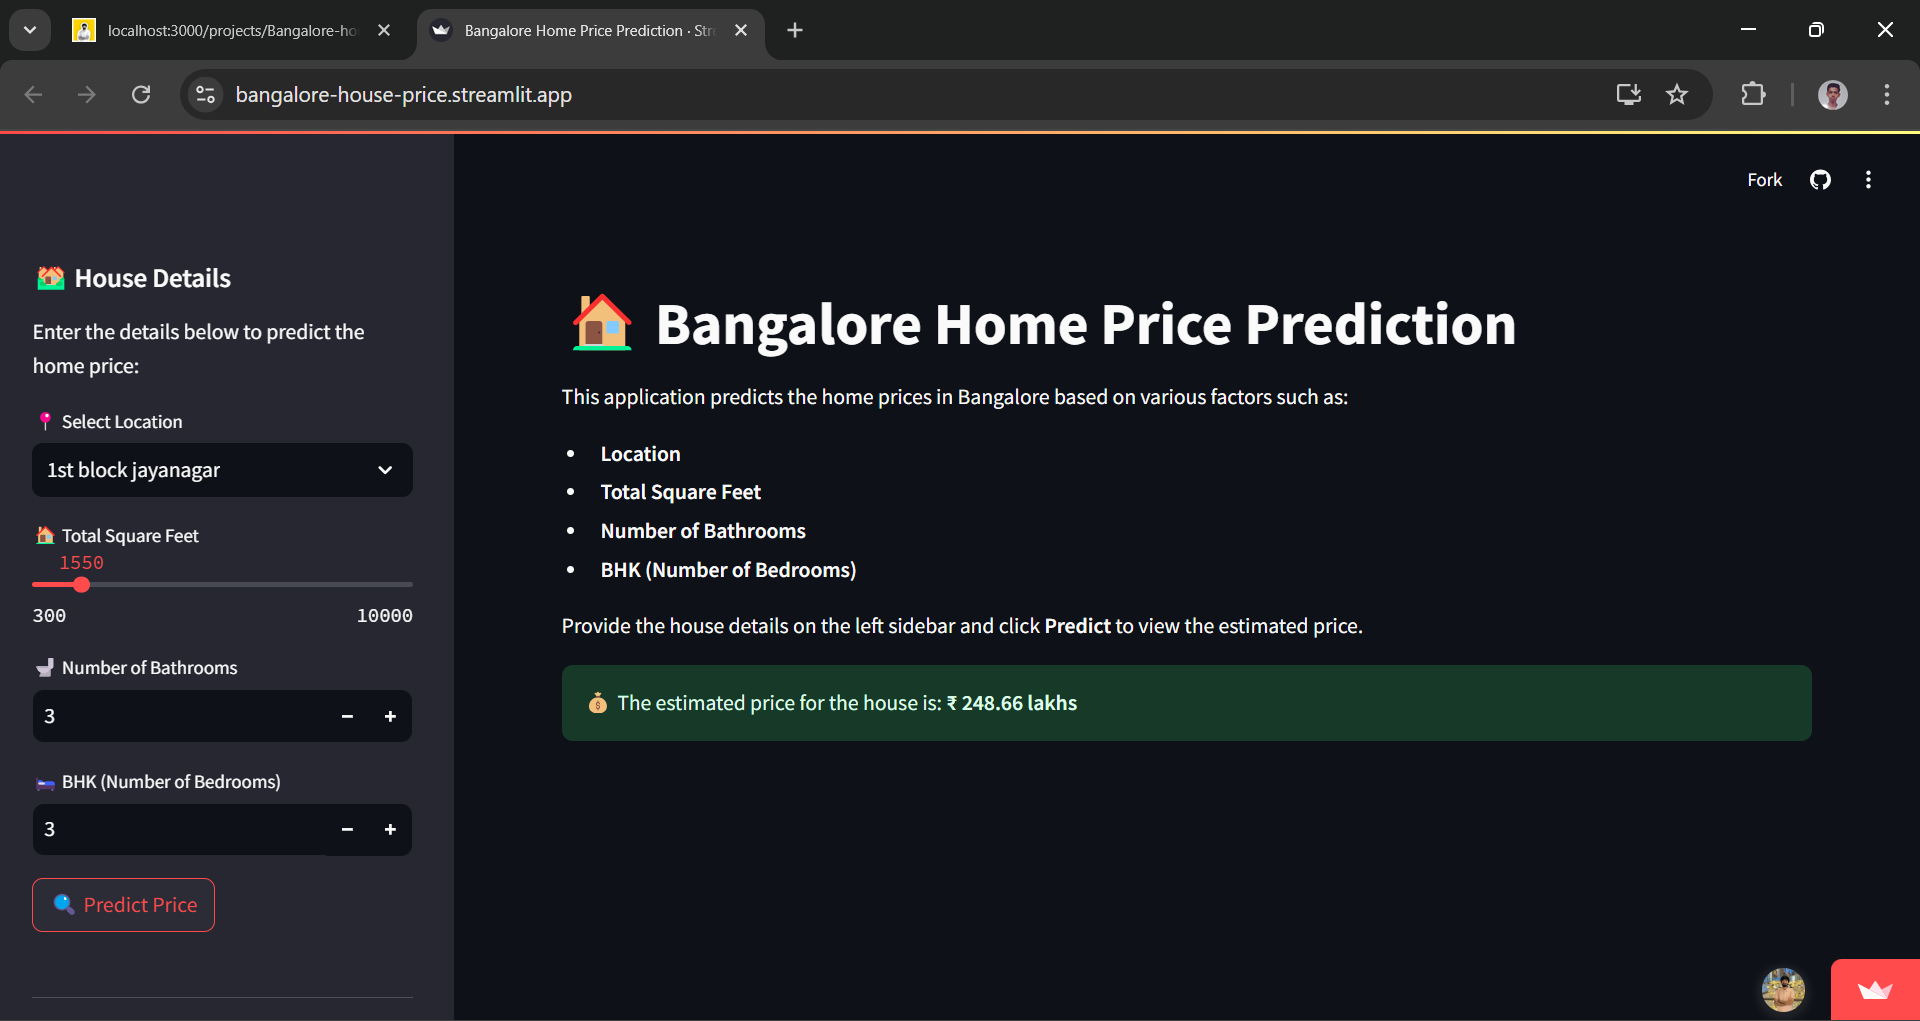 localhost:3000/projects/Bangalore-ho
Bangalore Home Price Prediction · Str
bangalore-house-price.streamlit.app
Fork
House Details
Enter the details below to predict the
home price:
Select Location
1st block jayanagar
Total Square Feet
1550
300 10000
Number of Bathrooms
3
BHK (Number of Bedrooms)
3
Predict Price
Bangalore Home Price Prediction
This application predicts the home prices in Bangalore based on various factors such as:
• Location
• Total Square Feet
• Number of Bathrooms
• BHK (Number of Bedrooms)
Provide the house details on the left sidebar and click Predict to view the estimated price.
The estimated price for the house is: ₹ 248.66 lakhs